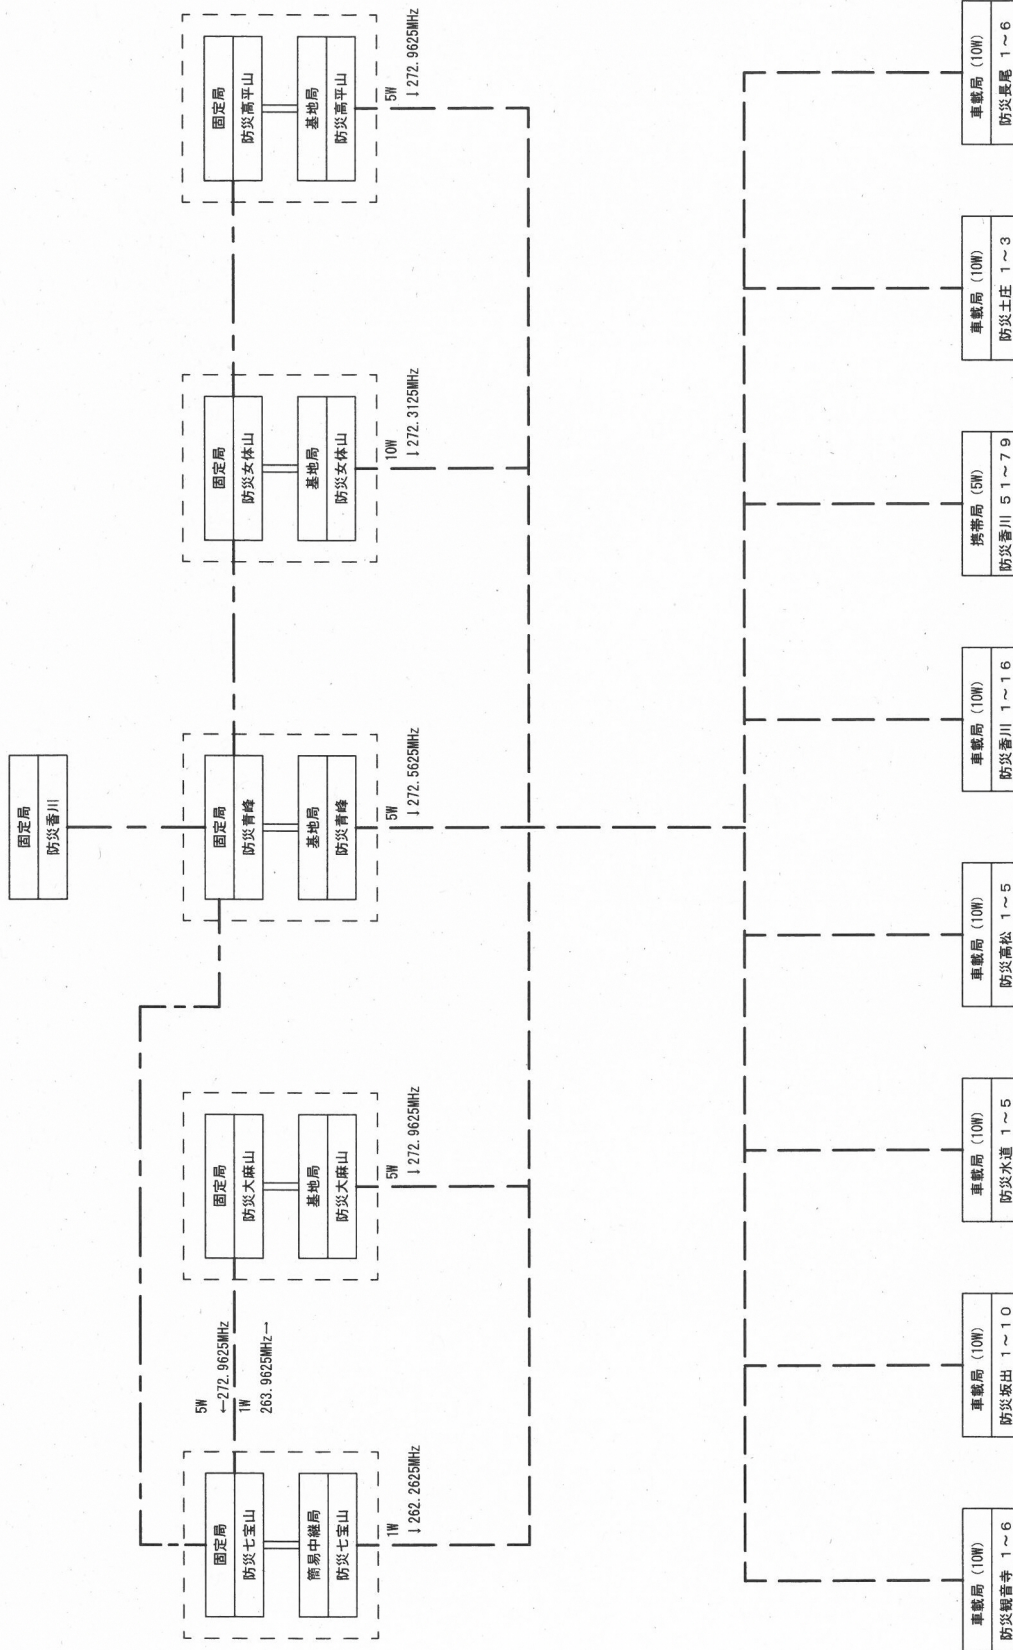 固定局
防災香川
固定局
防災七宝山
簡易中継局
防災七宝山
1W
↓262.2625MHz
5W
←272.9625MHz
1W
263.9625MHz→
固定局
防災大麻山
基地局
防災大麻山
5W
↓272.9625MHz
固定局
防災青峰
基地局
防災青峰
5W
↓272.5625MHz
固定局
防災女体山
基地局
防災女体山
10W
↓272.3125MHz
固定局
防災高平山
基地局
防災高平山
5W
↓272.9625MHz
車載局 (10W)
防災観音寺 1～6
車載局 (10W)
防災坂出 1～10
車載局 (10W)
防災水道 1～5
車載局 (10W)
防災高松 1～5
車載局 (10W)
防災香川 1～16
携帯局 (5W)
防災香川 51～79
車載局 (10W)
防災土庄 1～3
車載局 (10W)
防災長尾 1～6